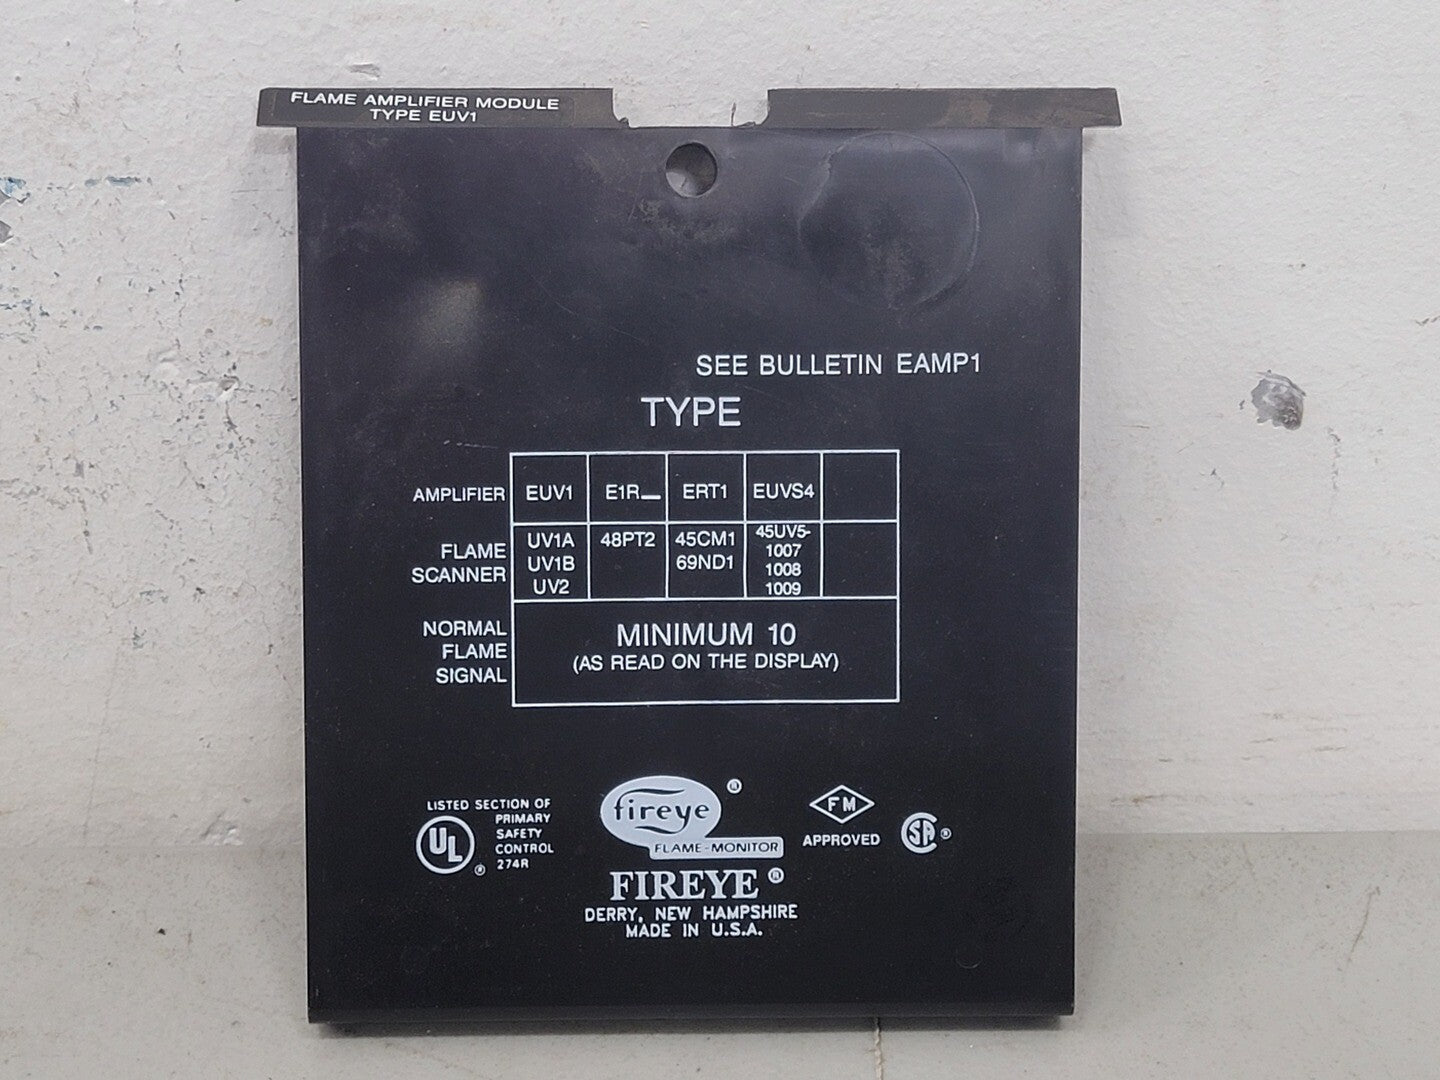 FLAME AMPLIFIER MODULE
TYPE EUV1
SEE BULLETIN EAMP1
TYPE
AMPLIFIER EUV1 E1R_ ERT1 EUVS4
FLAME SCANNER UV1A UV1B UV2 48PT2 45CM1 69ND1 45UV5- 1007 1008 1009
NORMAL FLAME SIGNAL
MINIMUM 10
(AS READ ON THE DISPLAY)
LISTED SECTION OF
PRIMARY
SAFETY
CONTROL
274R
UL ®
fireye ®
FLAME-MONITOR
FIREYE ®
DERRY, NEW HAMPSHIRE
MADE IN U.S.A.
FM
APPROVED
SA ®